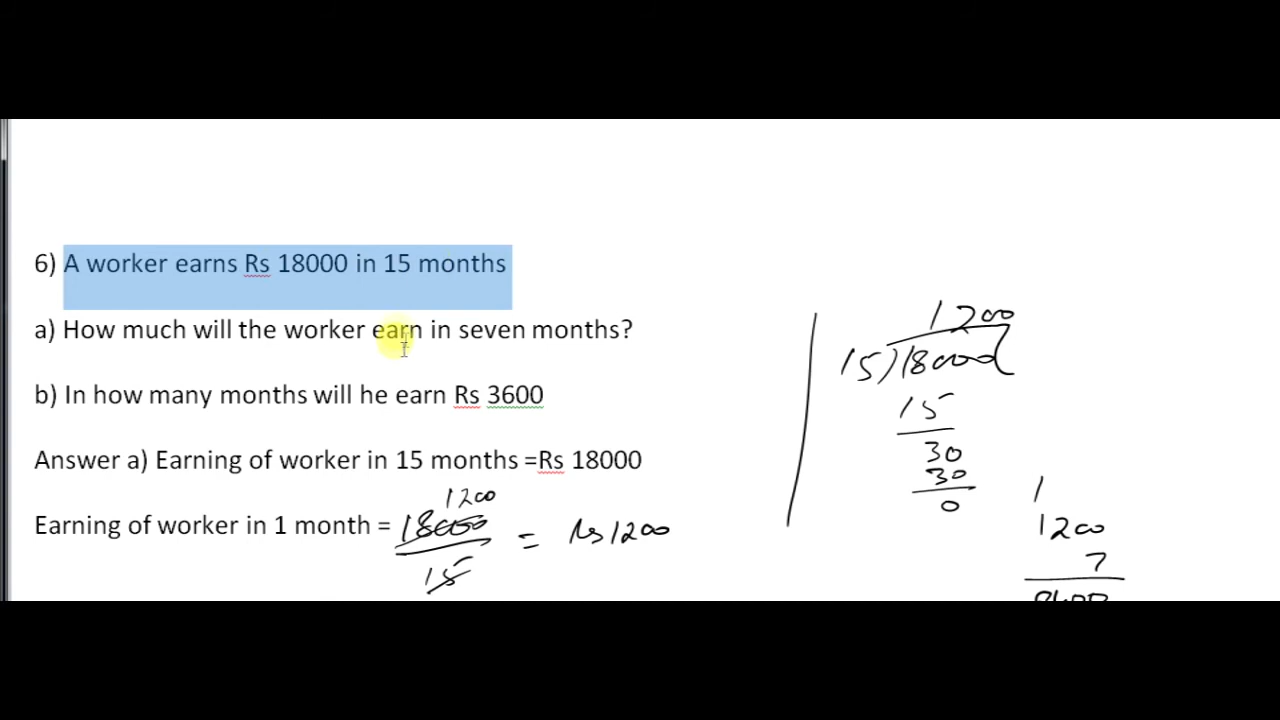 6) A worker earns Rs 18000 in 15 months
a) How much will the worker earn in seven months?
b) In how many months will he earn Rs 3600
Answer a) Earning of worker in 15 months =Rs 18000
1200
Earning of worker in 1 month = 18000 = Rs 1200
15
1200
15)18000(
15
30
30
0
1
1200
7